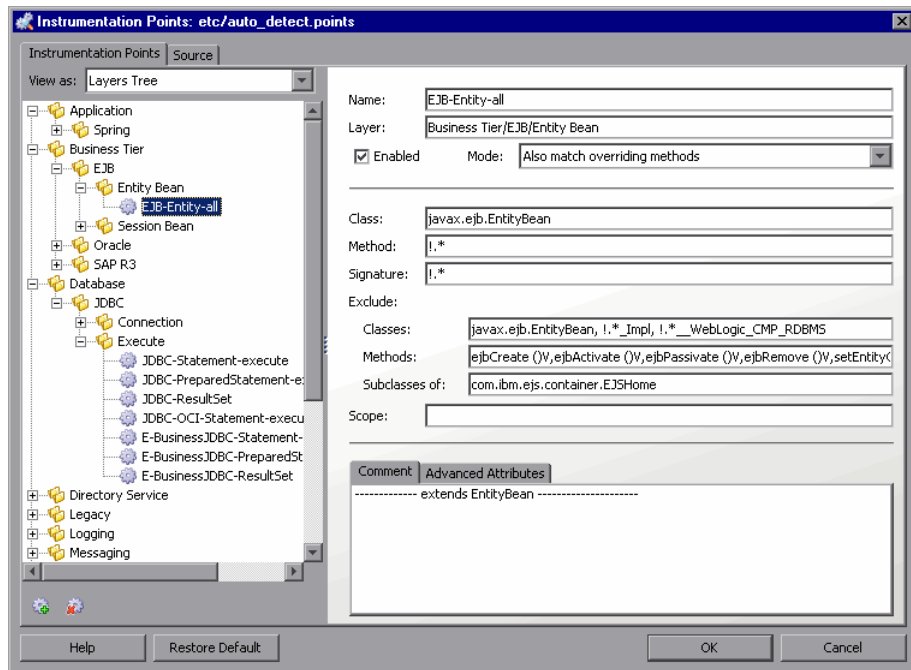 Instrumentation Points: etc/auto_detect.points
Instrumentation Points Source
View as: Layers Tree
Application
Spring
Business Tier
EJB
Entity Bean
EJB-Entity-all
Session Bean
Oracle
SAP R3
Database
JDBC
Connection
Execute
JDBC-Statement-execute
JDBC-PreparedStatement-e
JDBC-ResultSet
JDBC-OCI-Statement-execu
E-BusinessJDBC-Statement-
E-BusinessJDBC-PreparedSt
E-BusinessJDBC-ResultSet
Directory Service
Legacy
Logging
Messaging
Name: EJB-Entity-all
Layer: Business Tier/EJB/Entity Bean
Enabled Mode: Also match overriding methods
Class: javax.ejb.EntityBean
Method: !.*
Signature: !.*
Exclude:
Classes: javax.ejb.EntityBean, !.*_Impl, !.*__WebLogic_CMP_RDBMS
Methods: ejbCreate ()V,ejbActivate ()V,ejbPassivate ()V,ejbRemove ()V,setEntity
Subclasses of: com.ibm.ejs.container.EJSHome
Scope:
Comment Advanced Attributes
------------- extends EntityBean ---------------------
Help Restore Default OK Cancel